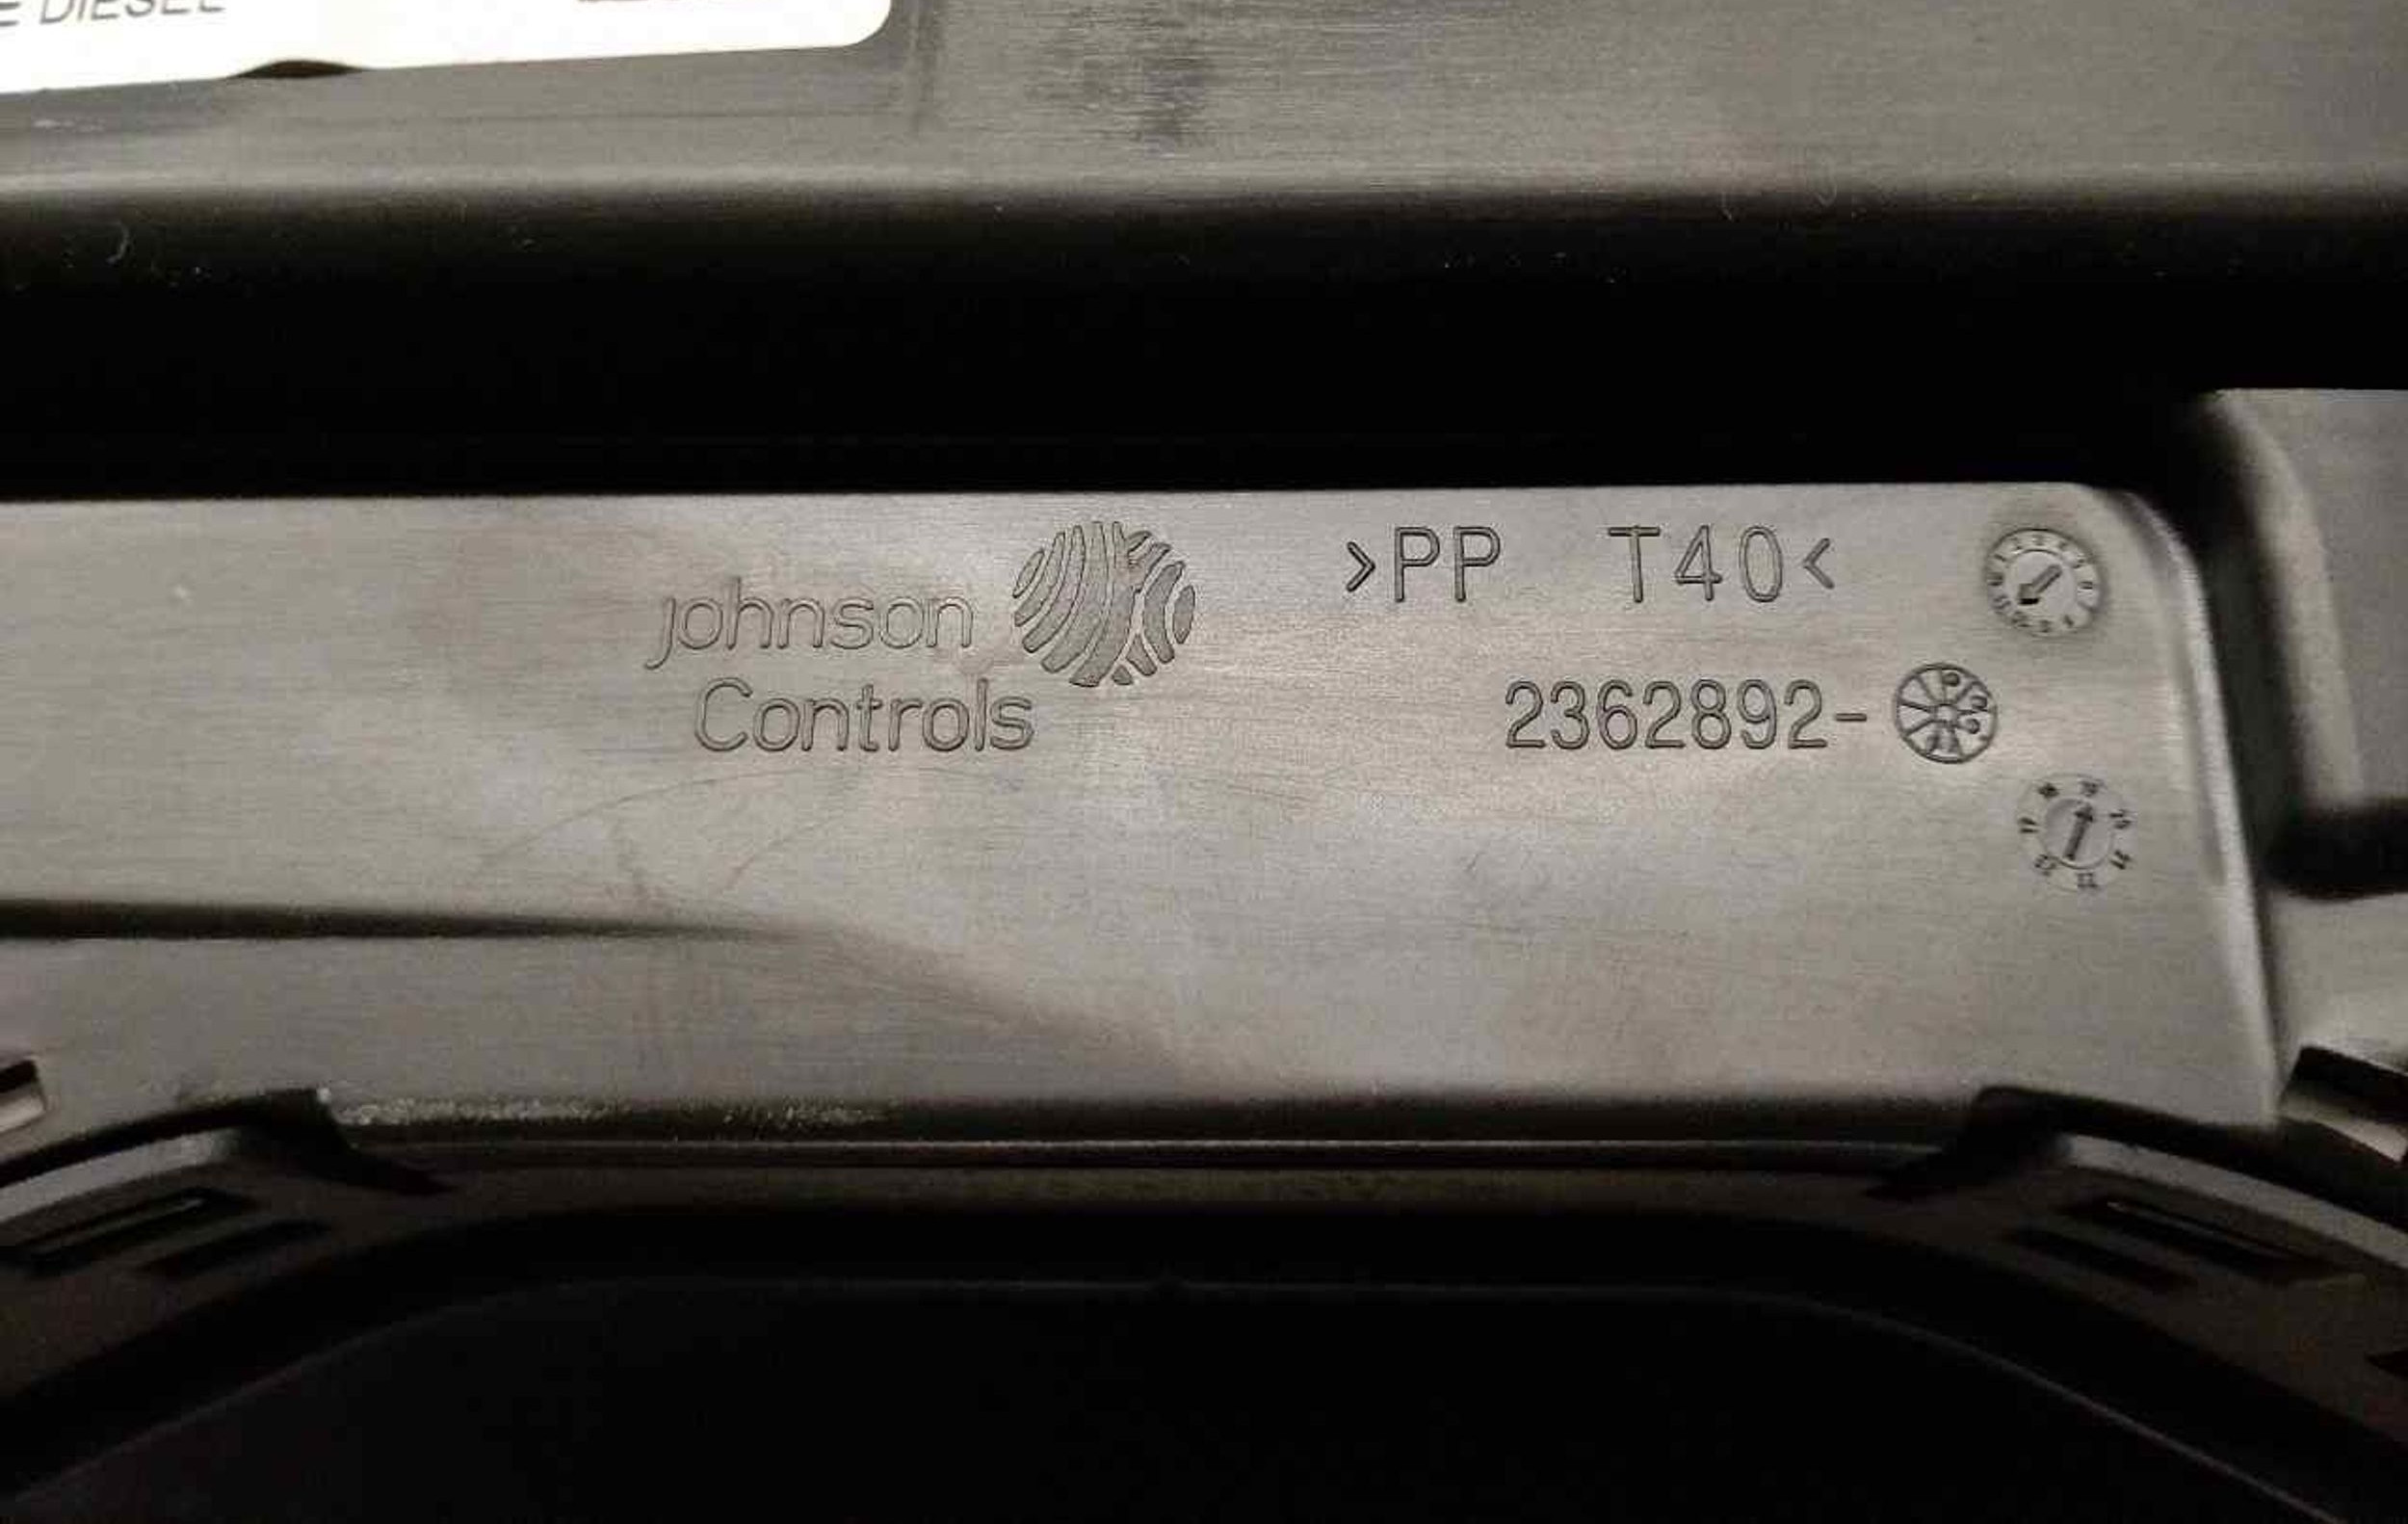 E DIESEL
Johnson
Controls
>PP T40<
2362892-